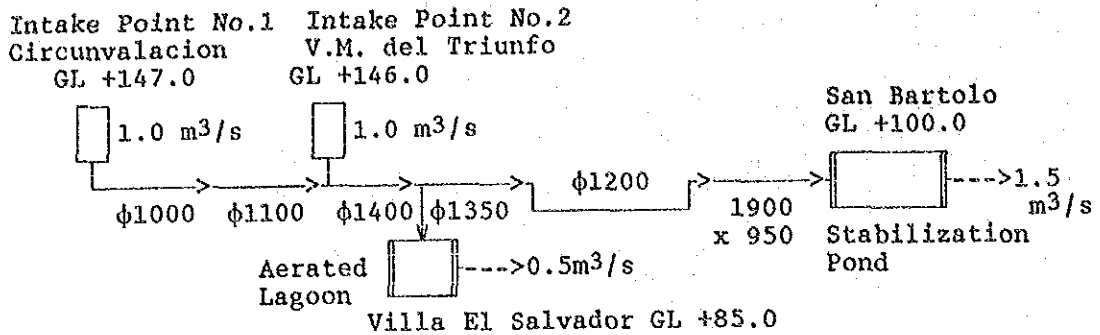 Intake Point No.1 Intake Point No.2
Circunvalacion V.M. del Triunfo
GL +147.0 GL +146.0
San Bartolo
GL +100.0
1.0 m3/s 1.0 m3/s
φ1200 --->1.5
m3/s
φ1000 φ1100 φ1400 φ1350 1900
x 950 Stabilization
Pond
Aerated
Lagoon --->0.5m3/s
Villa El Salvador GL +85.0